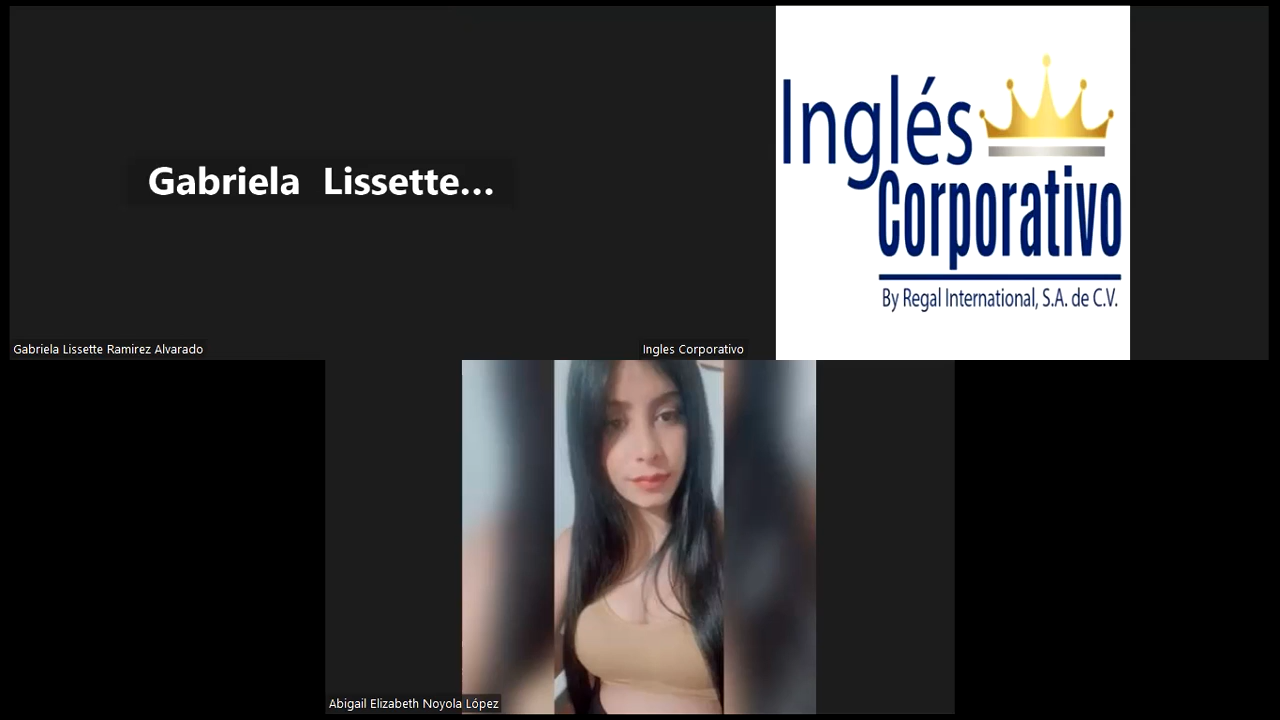 Gabriela Lissette...
Gabriela Lissette Ramirez Alvarado
Inglés
Corporativo
By Regal International, S.A. de C.V.
Ingles Corporativo
Abigail Elizabeth Noyola López